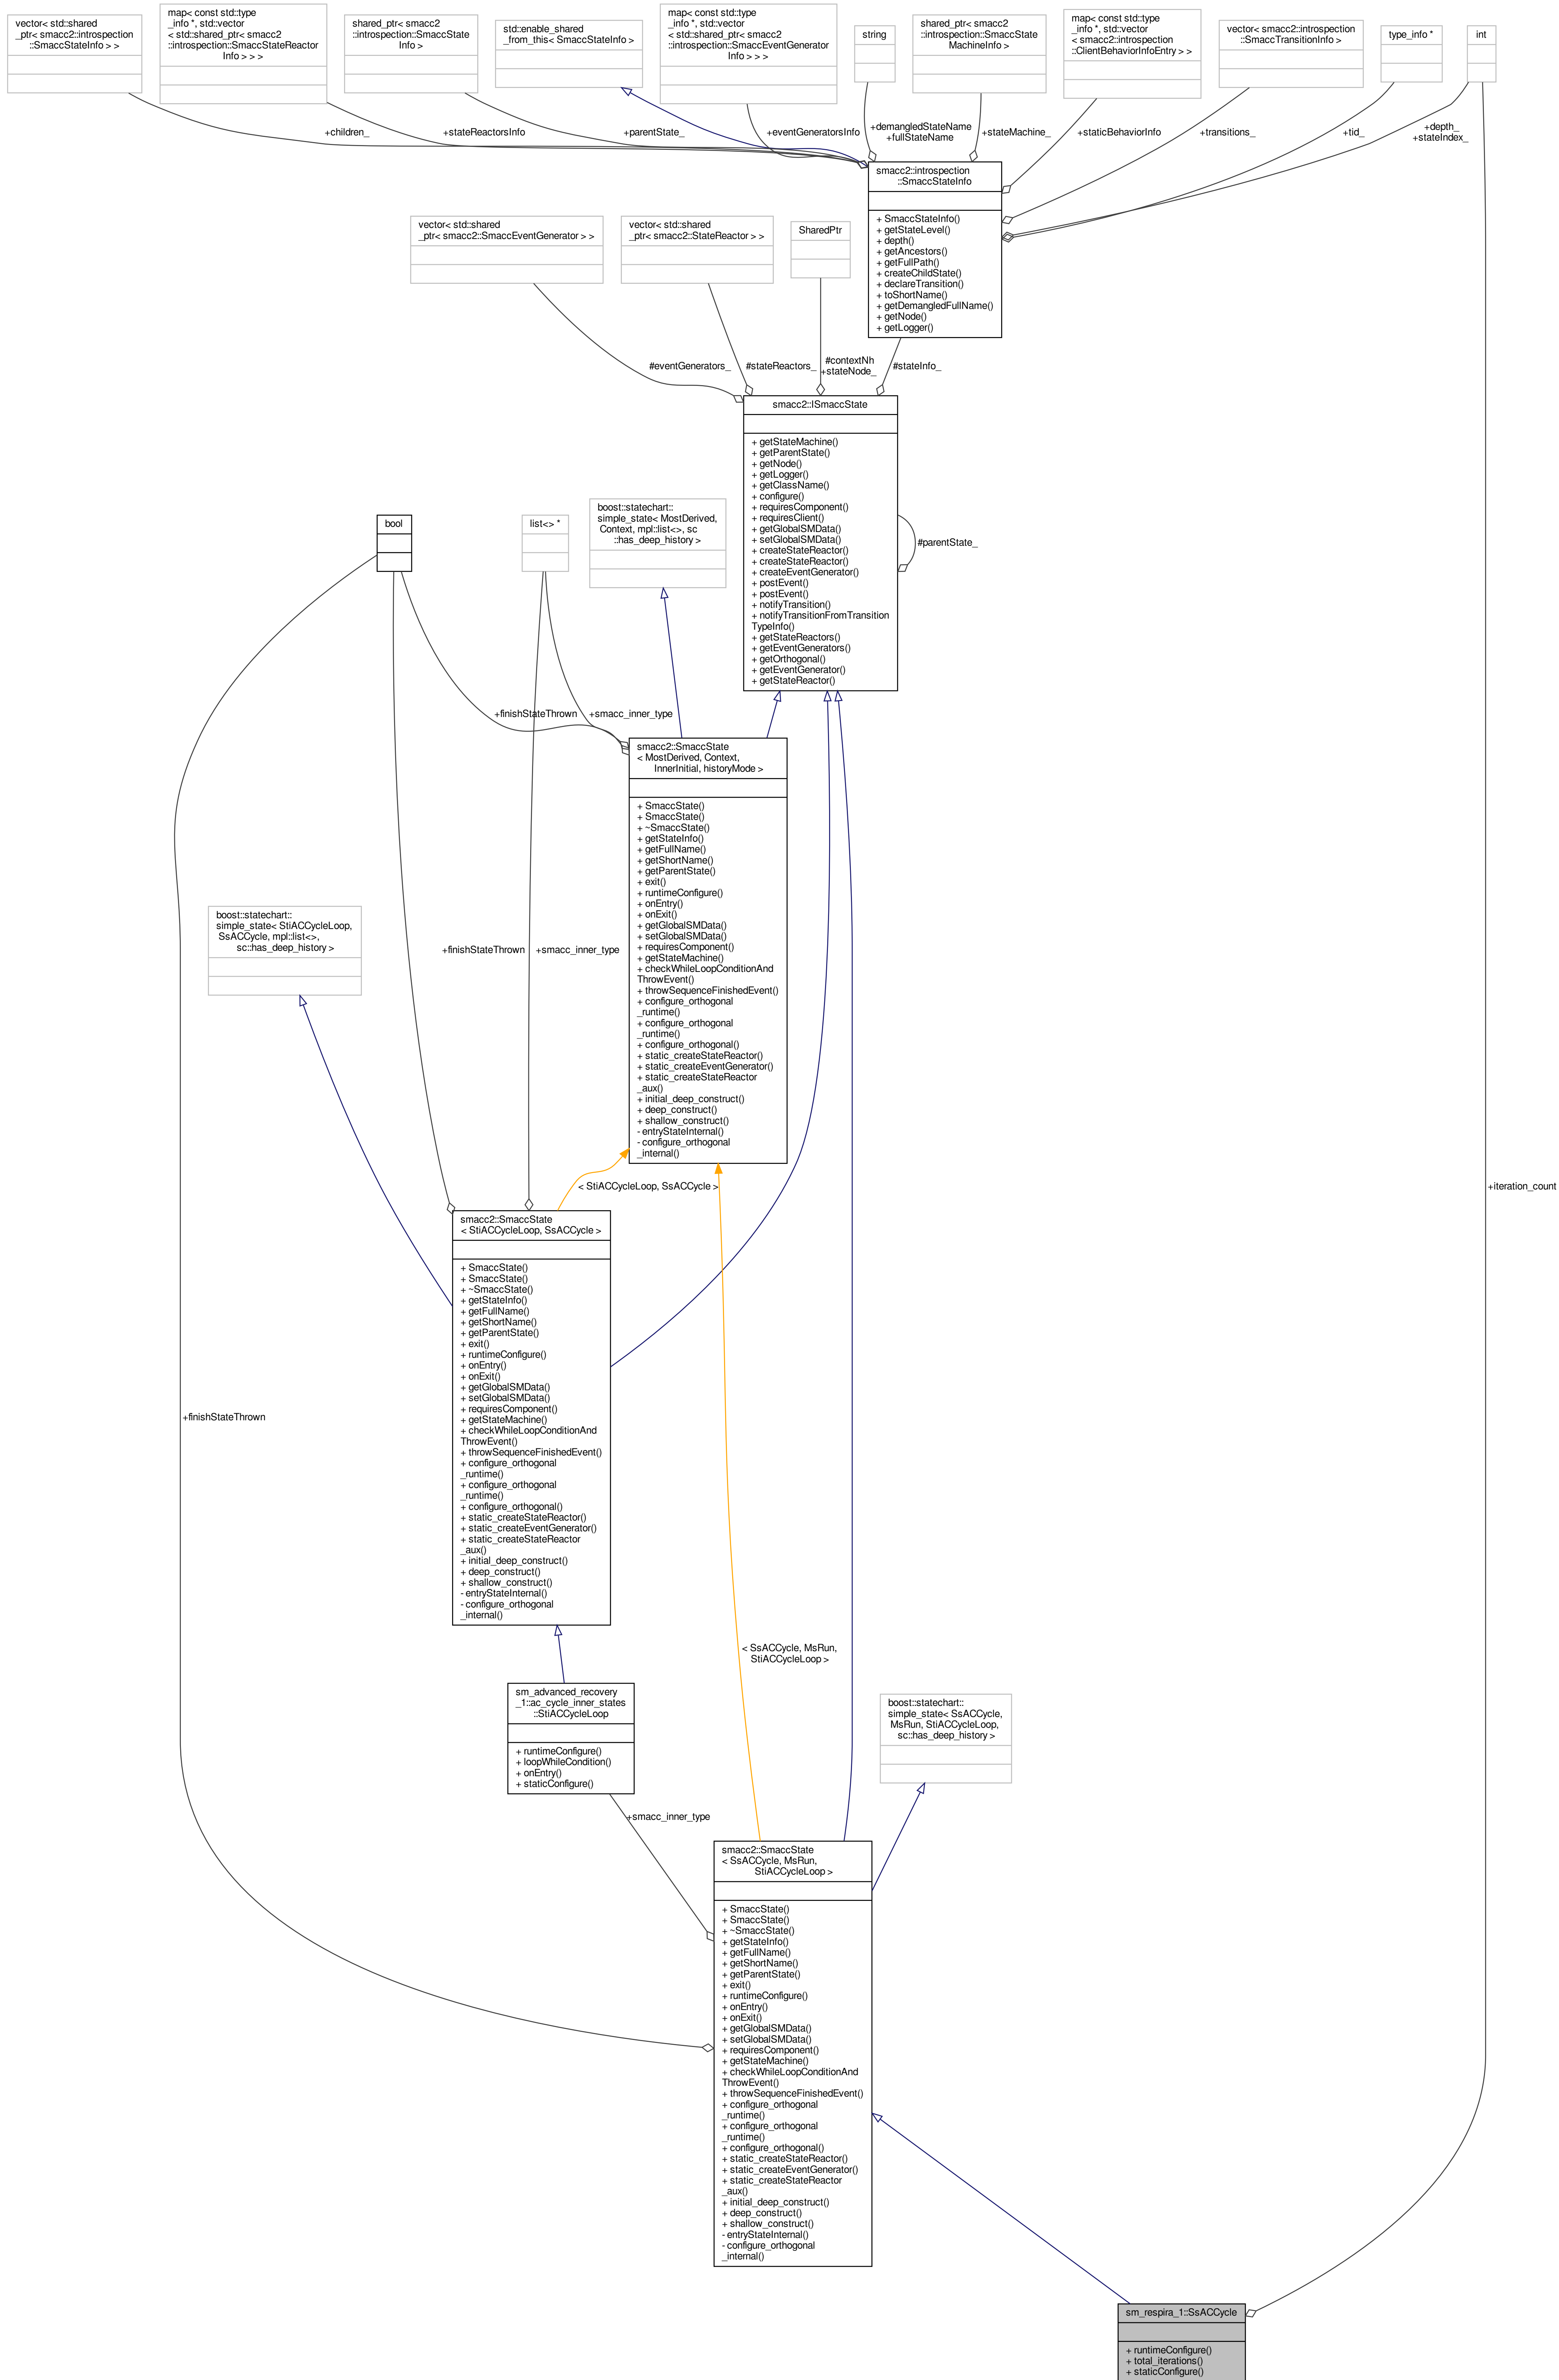 vector< std::shared
_ptr< smacc2::introspection
::SmaccStateInfo > >
map< const std::type
_info *, std::vector
< std::shared_ptr< smacc2
::introspection::SmaccStateReactor
Info > > >
shared_ptr< smacc2
::introspection::SmaccState
Info >
std::enable_shared
_from_this< SmaccStateInfo >
map< const std::type
_info *, std::vector
< std::shared_ptr< smacc2
::introspection::SmaccEventGenerator
Info > > >
string
shared_ptr< smacc2
::introspection::SmaccState
MachineInfo >
map< const std::type
_info *, std::vector
< smacc2::introspection
::ClientBehaviorInfoEntry > >
vector< smacc2::introspection
::SmaccTransitionInfo >
type_info *
int
+children_
+stateReactorsInfo
+parentState_
+eventGeneratorsInfo
+demangledStateName
+fullStateName
+stateMachine_
+staticBehaviorInfo
+transitions_
+tid_
+depth_
+stateIndex_
smacc2::introspection
::SmaccStateInfo
+ SmaccStateInfo()
+ getStateLevel()
+ depth()
+ getAncestors()
+ getFullPath()
+ createChildState()
+ declareTransition()
+ toShortName()
+ getDemangledFullName()
+ getNode()
+ getLogger()
vector< std::shared
_ptr< smacc2::SmaccEventGenerator > >
vector< std::shared
_ptr< smacc2::StateReactor > >
SharedPtr
#eventGenerators_
#stateReactors_
#contextNh
+stateNode_
#stateInfo_
smacc2::ISmaccState
+ getStateMachine()
+ getParentState()
+ getNode()
+ getLogger()
+ getClassName()
+ configure()
+ requiresComponent()
+ requiresClient()
+ getGlobalSMData()
+ setGlobalSMData()
+ createStateReactor()
+ createStateReactor()
+ createEventGenerator()
+ postEvent()
+ postEvent()
+ notifyTransition()
+ notifyTransitionFromTransition
TypeInfo()
+ getStateReactors()
+ getEventGenerators()
+ getOrthogonal()
+ getEventGenerator()
+ getStateReactor()
#parentState_
bool
list<> *
boost::statechart::
simple_state< MostDerived,
Context, mpl::list<>, sc
::has_deep_history >
+finishStateThrown
+smacc_inner_type
smacc2::SmaccState
< MostDerived, Context,
InnerInitial, historyMode >
+ SmaccState()
+ SmaccState()
+ ~SmaccState()
+ getStateInfo()
+ getFullName()
+ getShortName()
+ getParentState()
+ exit()
+ runtimeConfigure()
+ onEntry()
+ onExit()
+ getGlobalSMData()
+ setGlobalSMData()
+ requiresComponent()
+ getStateMachine()
+ checkWhileLoopConditionAnd
ThrowEvent()
+ throwSequenceFinishedEvent()
+ configure_orthogonal
_runtime()
+ configure_orthogonal
_runtime()
+ configure_orthogonal()
+ static_createStateReactor()
+ static_createEventGenerator()
+ static_createStateReactor
_aux()
+ initial_deep_construct()
+ deep_construct()
+ shallow_construct()
- entryStateInternal()
- configure_orthogonal
_internal()
boost::statechart::
simple_state< StiACCycleLoop,
SsACCycle, mpl::list<>,
sc::has_deep_history >
+finishStateThrown
+smacc_inner_type
< StiACCycleLoop, SsACCycle >
+iteration_count
smacc2::SmaccState
< StiACCycleLoop, SsACCycle >
+ SmaccState()
+ SmaccState()
+ ~SmaccState()
+ getStateInfo()
+ getFullName()
+ getShortName()
+ getParentState()
+ exit()
+ runtimeConfigure()
+ onEntry()
+ onExit()
+ getGlobalSMData()
+ setGlobalSMData()
+ requiresComponent()
+ getStateMachine()
+ checkWhileLoopConditionAnd
ThrowEvent()
+ throwSequenceFinishedEvent()
+ configure_orthogonal
_runtime()
+ configure_orthogonal
_runtime()
+ configure_orthogonal()
+ static_createStateReactor()
+ static_createEventGenerator()
+ static_createStateReactor
_aux()
+ initial_deep_construct()
+ deep_construct()
+ shallow_construct()
- entryStateInternal()
- configure_orthogonal
_internal()
+finishStateThrown
< SsACCycle, MsRun,
StiACCycleLoop >
sm_advanced_recovery
_1::ac_cycle_inner_states
::StiACCycleLoop
+ runtimeConfigure()
+ loopWhileCondition()
+ onEntry()
+ staticConfigure()
boost::statechart::
simple_state< SsACCycle,
MsRun, StiACCycleLoop,
sc::has_deep_history >
+smacc_inner_type
smacc2::SmaccState
< SsACCycle, MsRun,
StiACCycleLoop >
+ SmaccState()
+ SmaccState()
+ ~SmaccState()
+ getStateInfo()
+ getFullName()
+ getShortName()
+ getParentState()
+ exit()
+ runtimeConfigure()
+ onEntry()
+ onExit()
+ getGlobalSMData()
+ setGlobalSMData()
+ requiresComponent()
+ getStateMachine()
+ checkWhileLoopConditionAnd
ThrowEvent()
+ throwSequenceFinishedEvent()
+ configure_orthogonal
_runtime()
+ configure_orthogonal
_runtime()
+ configure_orthogonal()
+ static_createStateReactor()
+ static_createEventGenerator()
+ static_createStateReactor
_aux()
+ initial_deep_construct()
+ deep_construct()
+ shallow_construct()
- entryStateInternal()
- configure_orthogonal
_internal()
sm_respira_1::SsACCycle
+ runtimeConfigure()
+ total_iterations()
+ staticConfigure()